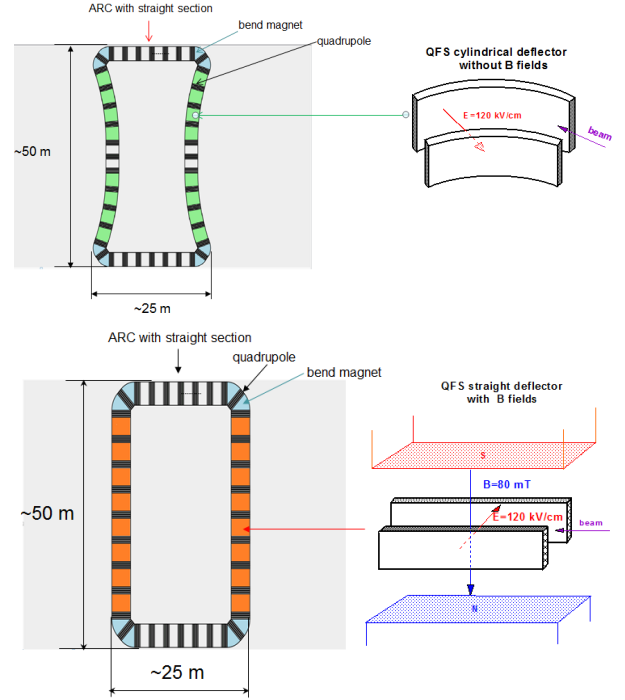 ARC with straight section
bend magnet
quadrupole
QFS cylindrical deflector
without B fields
E=120 kV/cm
beam
~50 m
~25 m
ARC with straight section
quadrupole
bend magnet
QFS straight deflector
with B fields
S
B=80 mT
E=120 kV/cm
beam
~50 m
N
~25 m